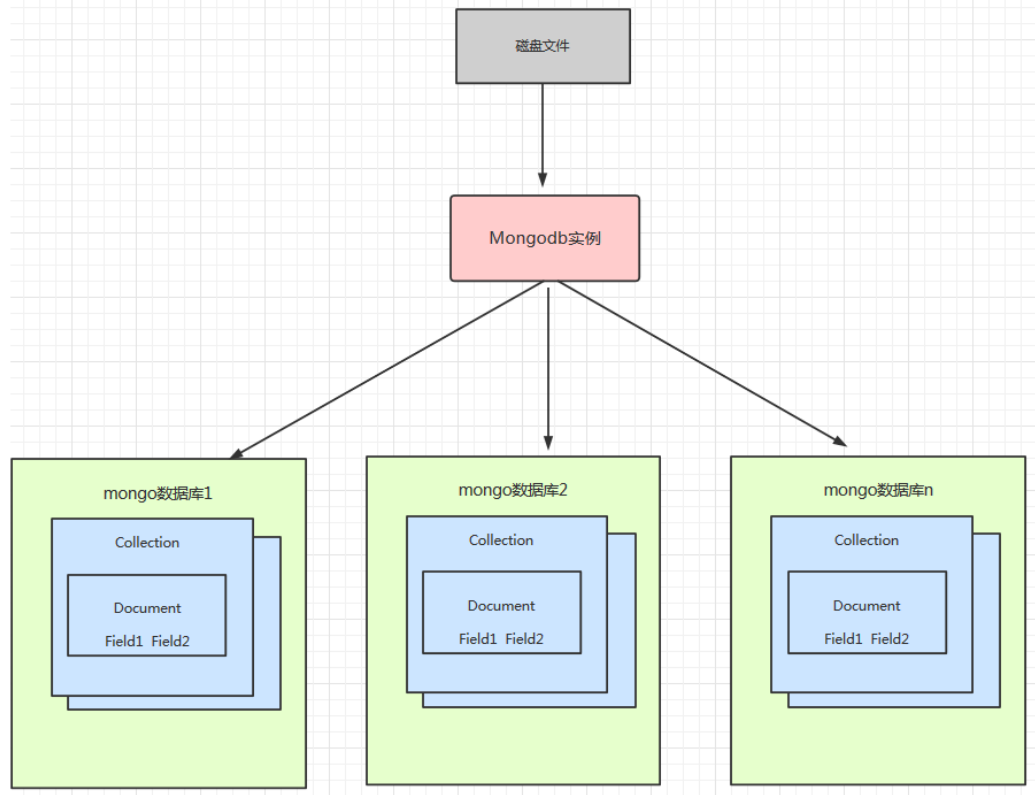 磁盘文件
Mongodb实例
mongo数据库1
Collection
Document
Field1 Field2
mongo数据库2
Collection
Document
Field1 Field2
mongo数据库n
Collection
Document
Field1 Field2